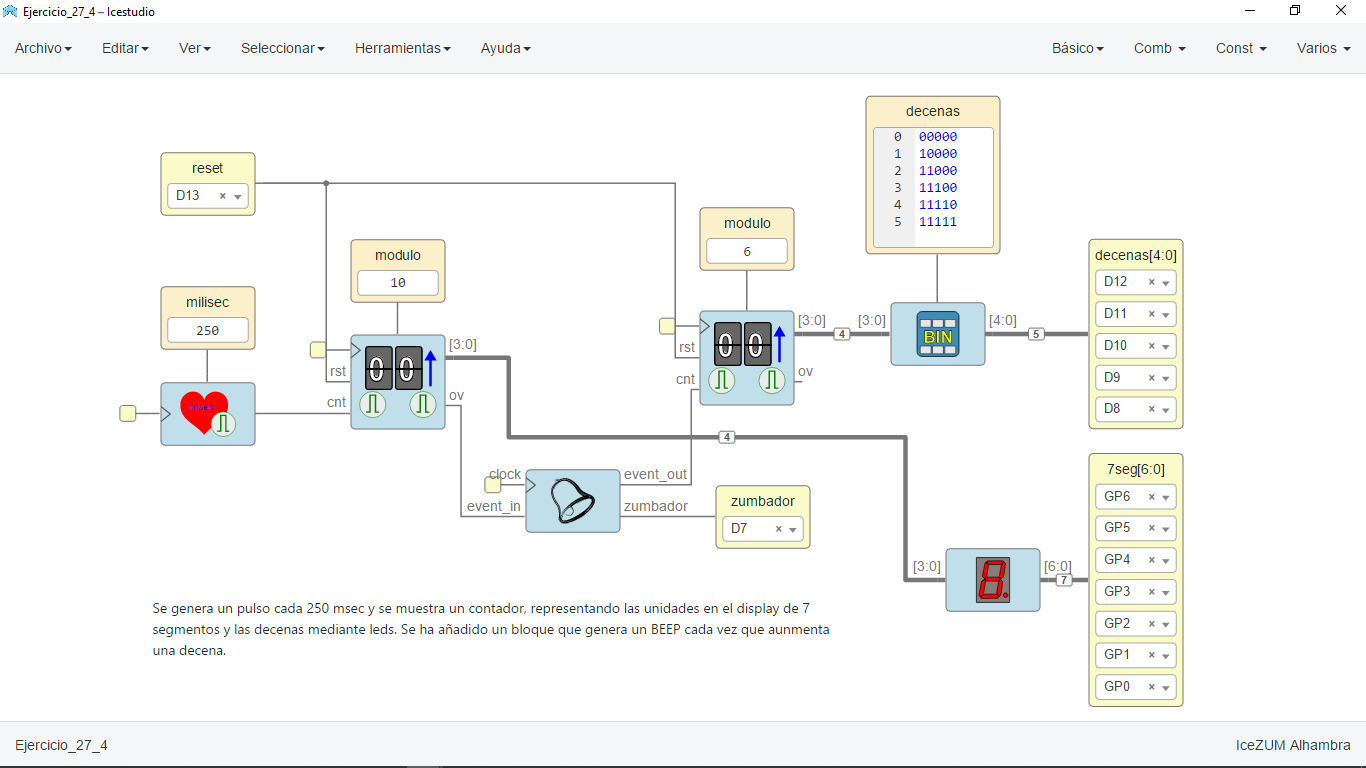 Ejercicio_27_4 – Icestudio
Archivo Editar Ver Seleccionar Herramientas Ayuda Básico Comb Const Varios
decenas
0 00000
1 10000
2 11000
3 11100
4 11110
5 11111
reset
D13 ×
modulo
6
modulo
10
milisec
250
msec
rst
cnt
[3:0]
ov
00
rst
cnt
[3:0]
ov
00
4
[3:0]
BIN
[4:0]
5
decenas[4:0]
D12 ×
D11 ×
D10 ×
D9 ×
D8 ×
4
clock
event_in
event_out
zumbador
zumbador
D7 ×
[3:0]
8.
[6:0]
7
7seg[6:0]
GP6 ×
GP5 ×
GP4 ×
GP3 ×
GP2 ×
GP1 ×
GP0 ×
Se genera un pulso cada 250 msec y se muestra un contador, representando las unidades en el display de 7
segmentos y las decenas mediante leds. Se ha añadido un bloque que genera un BEEP cada vez que aunmenta
una decena.
Ejercicio_27_4 IceZUM Alhambra